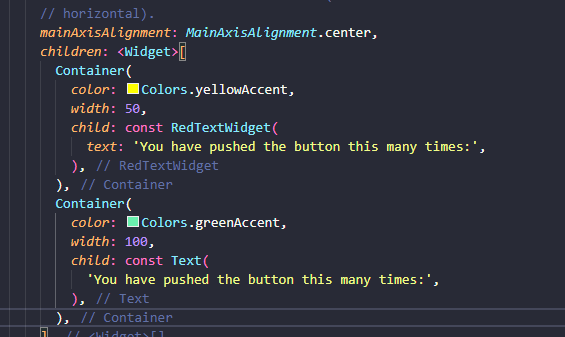 // horizontal).
mainAxisAlignment: MainAxisAlignment.center,
children: <Widget>[
Container(
color: Colors.yellowAccent,
width: 50,
child: const RedTextWidget(
text: 'You have pushed the button this many times:',
), // RedTextWidget
), // Container
Container(
color: Colors.greenAccent,
width: 100,
child: const Text(
'You have pushed the button this many times:',
), // Text
), // Container
], // <Widget>[]